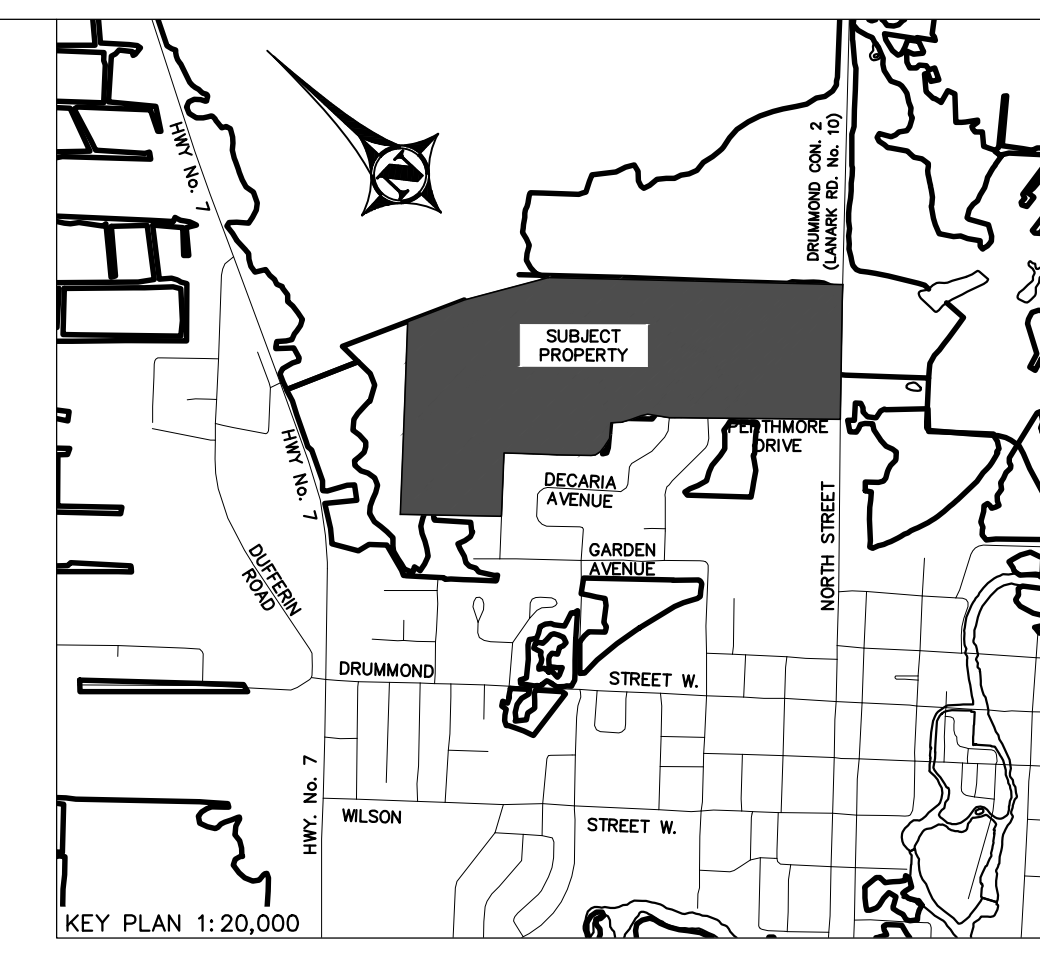 HWY No. 7
DRUMMOND CON. 2
(LANARK RD. No. 10)
N
SUBJECT
PROPERTY
PERTHMORE
DRIVE
HWY No. 7
DECARIA
AVENUE
NORTH STREET
GARDEN
AVENUE
DUFFERIN
ROAD
DRUMMOND
STREET W.
HWY. No. 7
WILSON
STREET W.
KEY PLAN 1:20,000